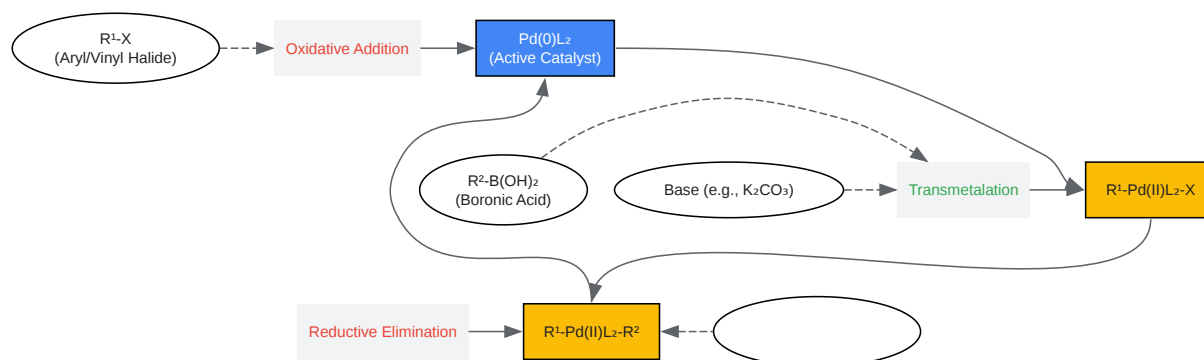 R¹-X
(Aryl/Vinyl Halide)
Oxidative Addition
Pd(0)L₂
(Active Catalyst)
R²-B(OH)₂
(Boronic Acid)
Base (e.g., K₂CO₃)
Transmetalation
R¹-Pd(II)L₂-X
Reductive Elimination
R¹-Pd(II)L₂-R²